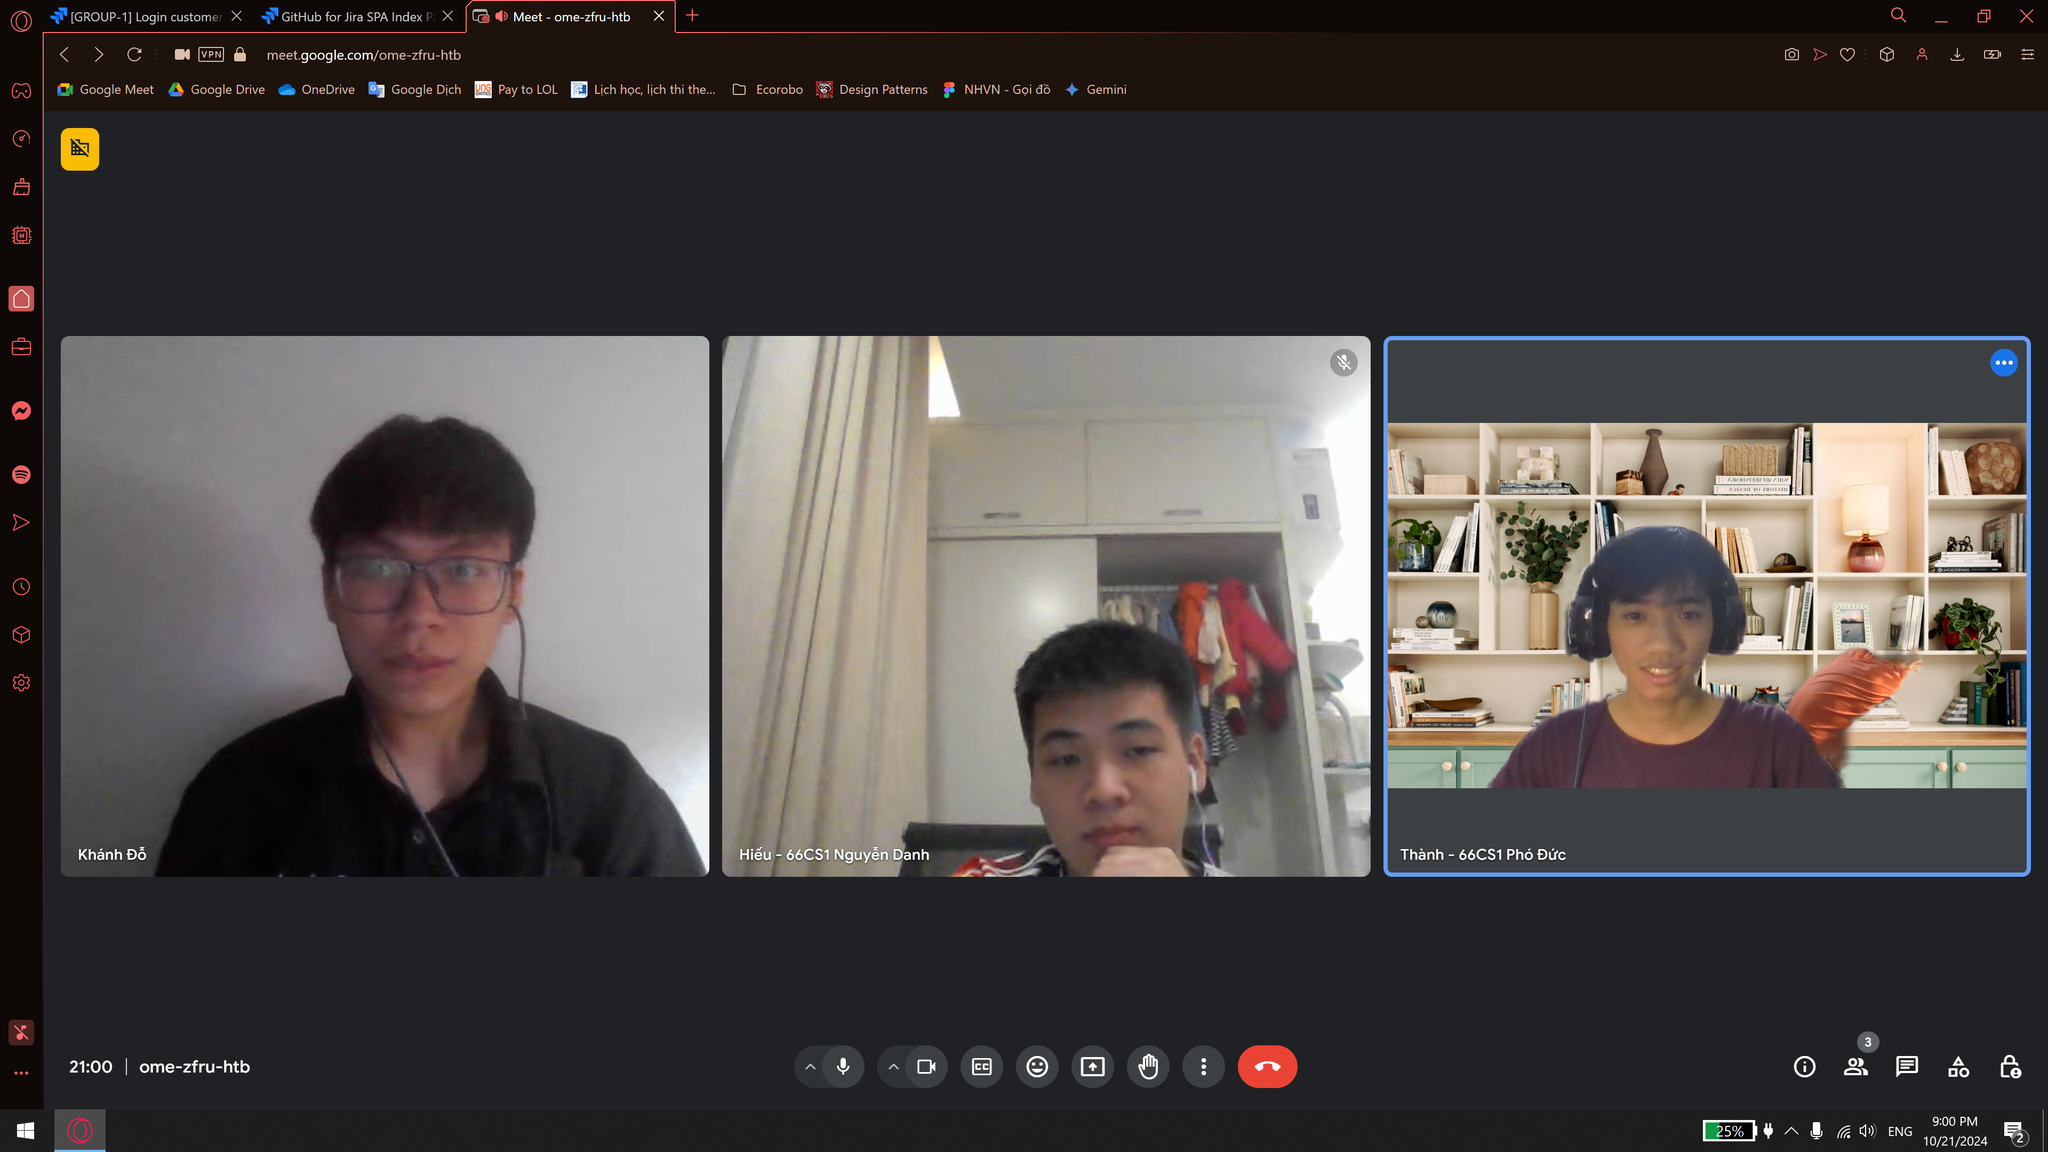 [GROUP-1] Login customer
GitHub for Jira SPA Index P
Meet - ome-zfru-htb
VPN
meet.google.com/ome-zfru-htb
Google Meet
Google Drive
OneDrive
Google Dịch
Pay to LOL
Lịch học, lịch thi the...
Ecorobo
Design Patterns
NHVN - Gọi đồ
Gemini
Khánh Đỗ
Hiếu - 66CS1 Nguyễn Danh
Thành - 66CS1 Phó Đức
21:00
ome-zfru-htb
3
25%
ENG
9:00 PM
10/21/2024
2